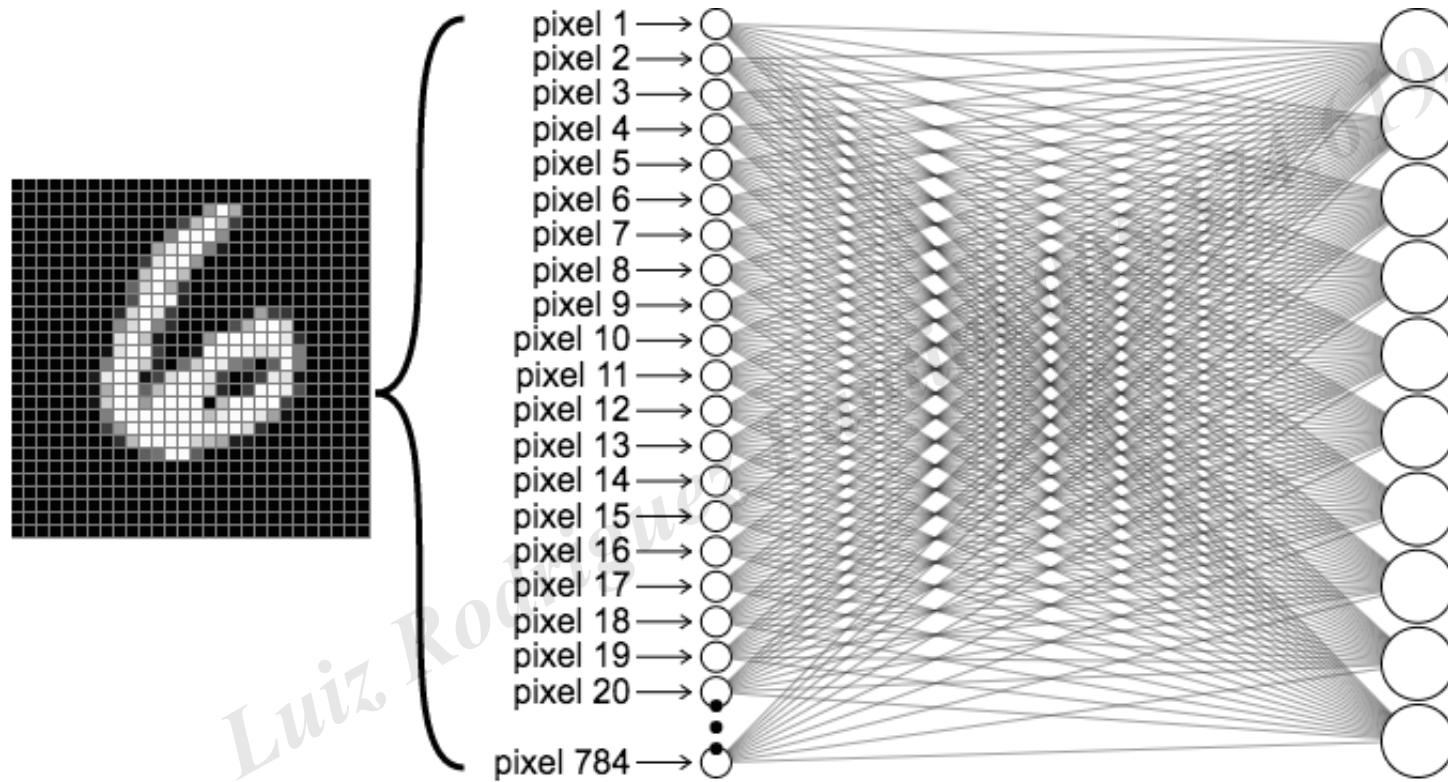 pixel 1
pixel 2
pixel 3
pixel 4
pixel 5
pixel 6
pixel 7
pixel 8
pixel 9
pixel 10
pixel 11
pixel 12
pixel 13
pixel 14
pixel 15
pixel 16
pixel 17
pixel 18
pixel 19
pixel 20
pixel 784
Luiz Rodrigue